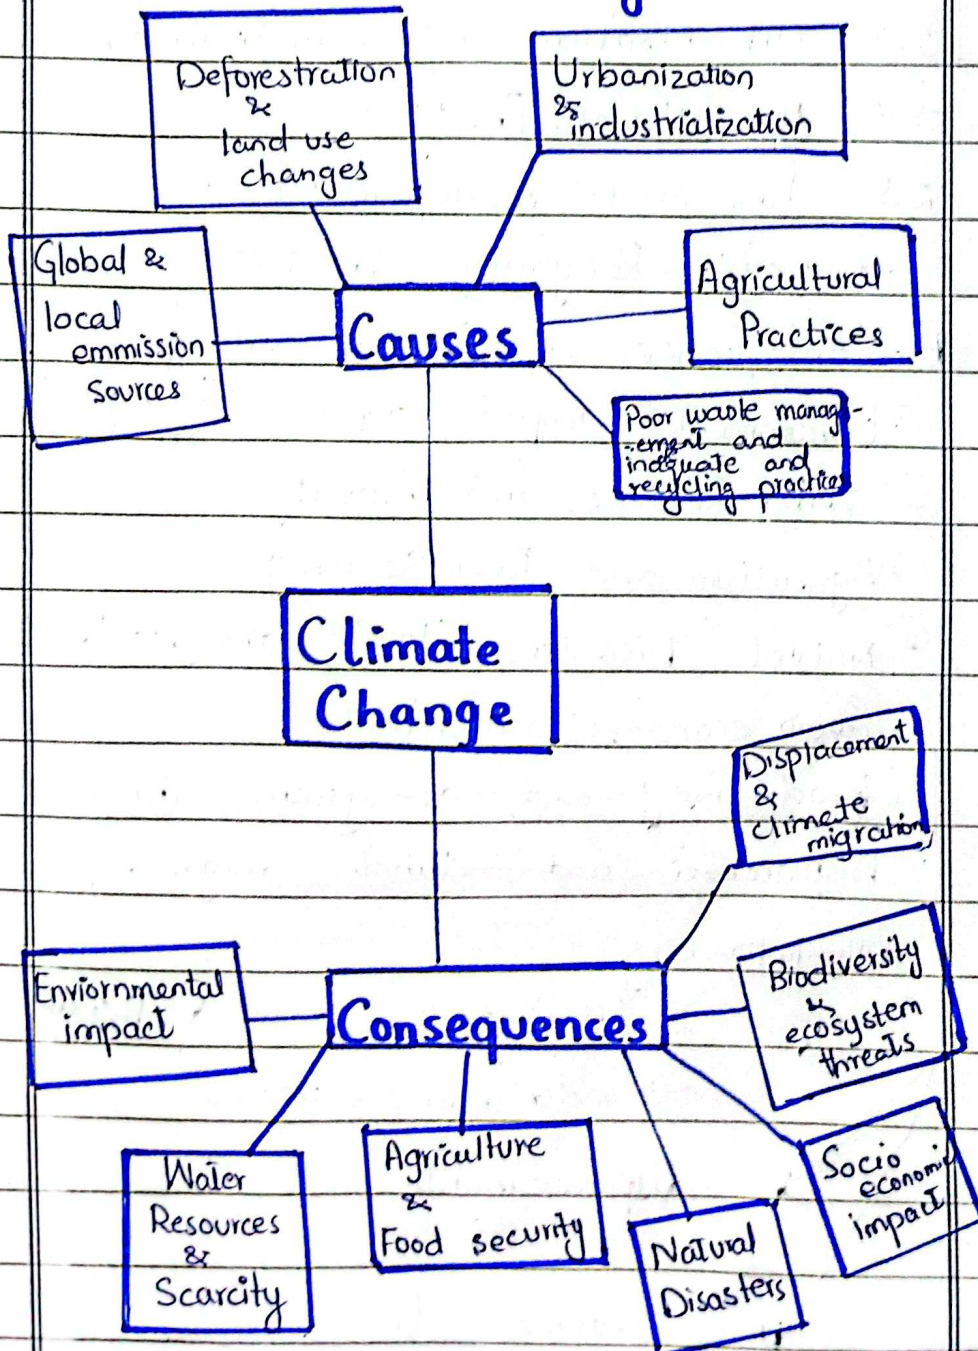 Deforestration
&
land use
changes
Urbanization
&
industrialization
Global &
local
emmission
sources
Causes
Agricultural
Practices
Poor waste manag-
-ement and
inadquate and
recycling practices
Climate
Change
Displacement
&
climate
migration
Enviornmental
impact
Consequences
Biodiversity
&
ecosystem
threats
Water
Resources
&
Scarcity
Agriculture
&
Food security
Natural
Disasters
Socio
economic
impact